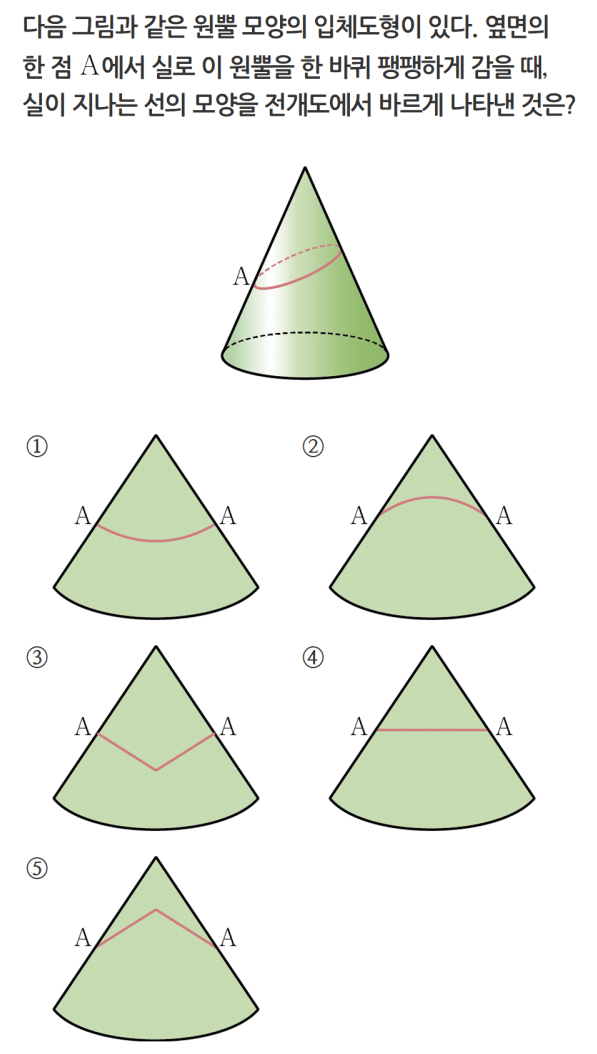 다음 그림과 같은 원뿔 모양의 입체도형이 있다. 옆면의
한 점 A에서 실로 이 원뿔을 한 바퀴 팽팽하게 감을 때,
실이 지나는 선의 모양을 전개도에서 바르게 나타낸 것은?
A
① ②
A A A A
③ ④
A A A A
⑤
A A